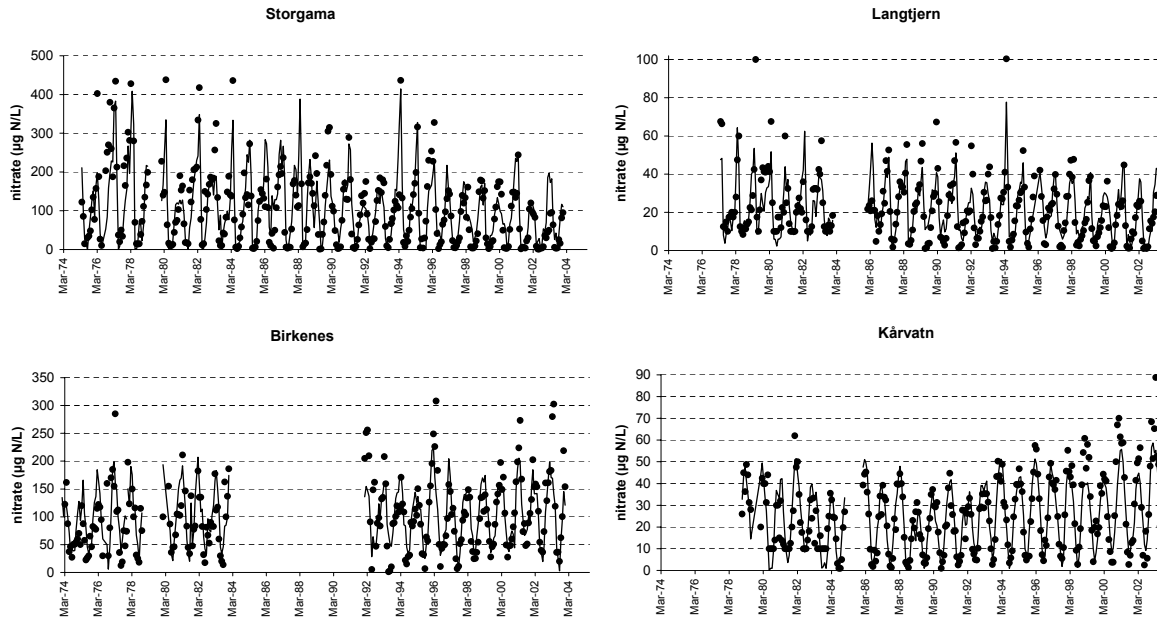 Storgama
nitrate (µg N/L)
500
400
300
200
100
0
Mar-74
Mar-76
Mar-78
Mar-80
Mar-82
Mar-84
Mar-86
Mar-88
Mar-90
Mar-92
Mar-94
Mar-96
Mar-98
Mar-00
Mar-02
Mar-04
Langtjern
nitrate (µg N/L)
100
80
60
40
20
0
Mar-74
Mar-76
Mar-78
Mar-80
Mar-82
Mar-84
Mar-86
Mar-88
Mar-90
Mar-92
Mar-94
Mar-96
Mar-98
Mar-00
Mar-02
Birkenes
nitrate (µg N/L)
350
300
250
200
150
100
50
0
Mar-74
Mar-76
Mar-78
Mar-80
Mar-82
Mar-84
Mar-86
Mar-88
Mar-90
Mar-92
Mar-94
Mar-96
Mar-98
Mar-00
Mar-02
Mar-04
Kårvatn
nitrate (µg N/L)
90
80
70
60
50
40
30
20
10
0
Mar-74
Mar-76
Mar-78
Mar-80
Mar-82
Mar-84
Mar-86
Mar-88
Mar-90
Mar-92
Mar-94
Mar-96
Mar-98
Mar-00
Mar-02